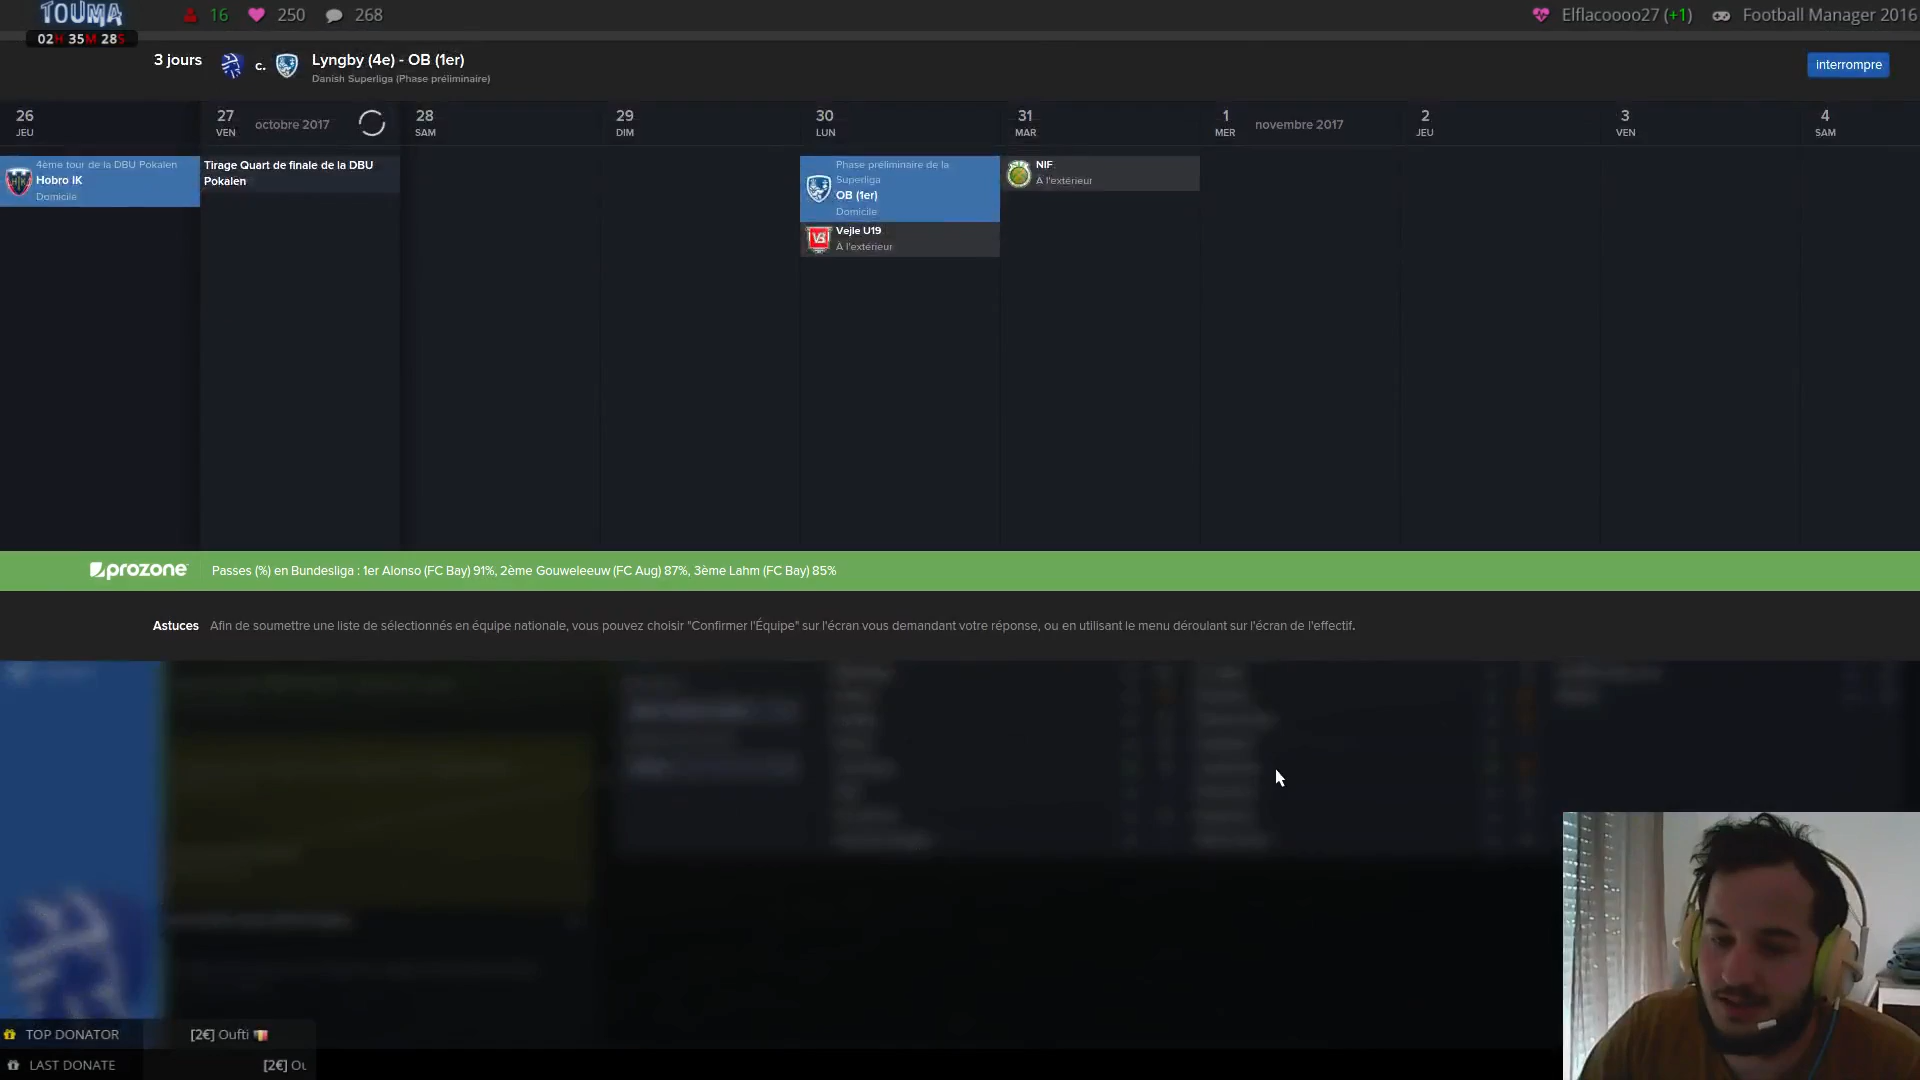 TOUMA
16 250 268
Elflacoooo27 (+1) Football Manager 2016
02H 35M 28S
3 jours c. Lyngby (4e) - OB (1er)
Danish Superliga (Phase préliminaire)
interrompre
26 JEU
27 VEN octobre 2017
28 SAM
29 DIM
30 LUN
31 MAR
1 MER novembre 2017
2 JEU
3 VEN
4 SAM
4ème tour de la DBU Pokalen
Hobro IK
Domicile
Tirage Quart de finale de la DBU
Pokalen
Phase préliminaire de la
Superliga
OB (1er)
Domicile
Vejle U19
À l'extérieur
NIF
À l'extérieur
prozone Passes (%) en Bundesliga : 1er Alonso (FC Bay) 91%, 2ème Gouweleeuw (FC Aug) 87%, 3ème Lahm (FC Bay) 85%
Astuces Afin de soumettre une liste de sélectionnés en équipe nationale, vous pouvez choisir "Confirmer l'Équipe" sur l'écran vous demandant votre réponse, ou en utilisant le menu déroulant sur l'écran de l'effectif.
TOP DONATOR [2€] Oufti
LAST DONATE [2€] Ou